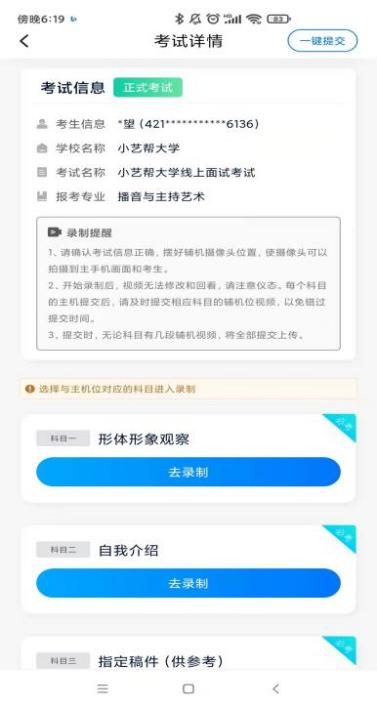 傍晚6:19
83
考试详情
一键提交
考试信息 正式考试
考生信息 *望 (421***********6136)
学校名称 小艺帮大学
考试名称 小艺帮大学线上面试考试
报考专业 播音与主持艺术
录制提醒
1、请确认考试信息正确，摆好辅机摄像头位置，使摄像头可以
拍摄到主手机画面和考生。
2、开始录制后，视频无法修改和回看，请注意仪态。每个科目
的主机提交后，请及时提交相应科目的辅机位视频，以免错过
提交时间。
3、提交时，无论科目有几段辅机视频，将全部提交上传。
选择与主机位对应的科目进入录制
必考
科目一 形体形象观察
去录制
必考
科目二 自我介绍
去录制
必考
科目三 指定稿件 (供参考)